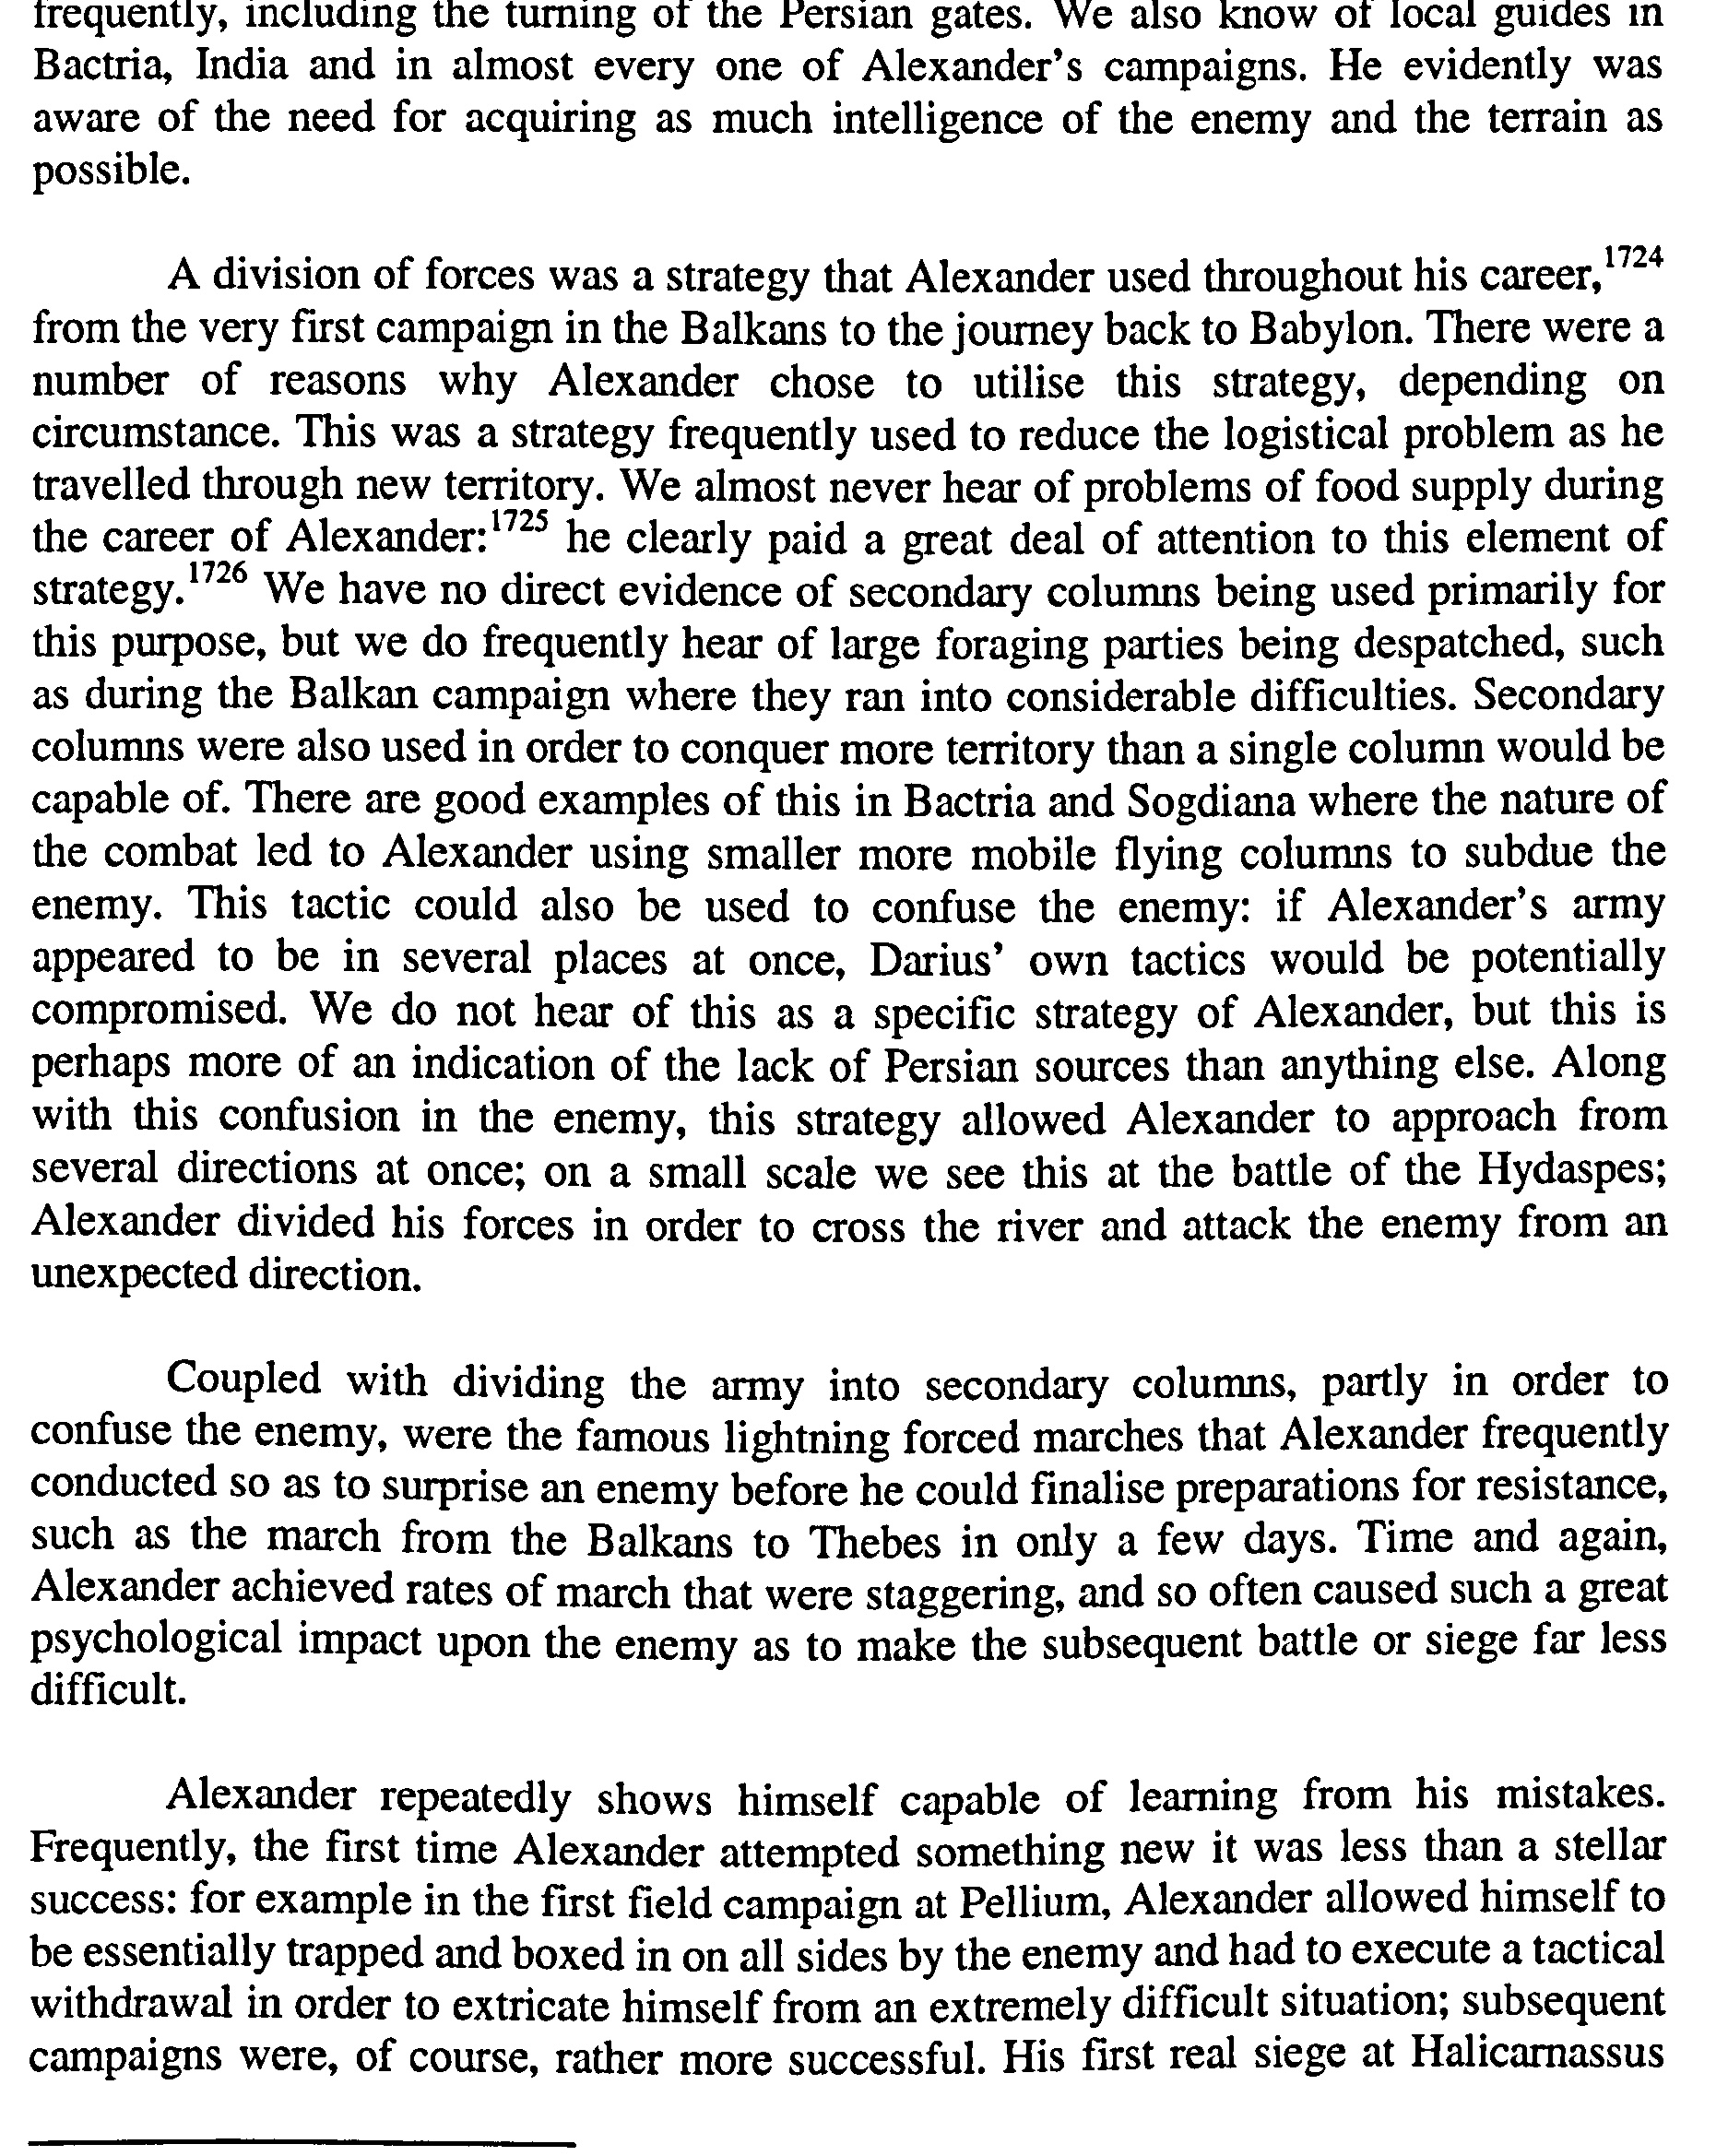 frequently, including the turning of the Persian gates. We also know of local guides in
Bactria, India and in almost every one of Alexander's campaigns. He evidently was
aware of the need for acquiring as much intelligence of the enemy and the terrain as
possible.
A division of forces was a strategy that Alexander used throughout his career,1724
from the very first campaign in the Balkans to the journey back to Babylon. There were a
number of reasons why Alexander chose to utilise this strategy, depending on
circumstance. This was a strategy frequently used to reduce the logistical problem as he
travelled through new territory. We almost never hear of problems of food supply during
the career of Alexander:1725 he clearly paid a great deal of attention to this element of
strategy.1726 We have no direct evidence of secondary columns being used primarily for
this purpose, but we do frequently hear of large foraging parties being despatched, such
as during the Balkan campaign where they ran into considerable difficulties. Secondary
columns were also used in order to conquer more territory than a single column would be
capable of. There are good examples of this in Bactria and Sogdiana where the nature of
the combat led to Alexander using smaller more mobile flying columns to subdue the
enemy. This tactic could also be used to confuse the enemy: if Alexander's army
appeared to be in several places at once, Darius' own tactics would be potentially
compromised. We do not hear of this as a specific strategy of Alexander, but this is
perhaps more of an indication of the lack of Persian sources than anything else. Along
with this confusion in the enemy, this strategy allowed Alexander to approach from
several directions at once; on a small scale we see this at the battle of the Hydaspes;
Alexander divided his forces in order to cross the river and attack the enemy from an
unexpected direction.
Coupled with dividing the army into secondary columns, partly in order to
confuse the enemy, were the famous lightning forced marches that Alexander frequently
conducted so as to surprise an enemy before he could finalise preparations for resistance,
such as the march from the Balkans to Thebes in only a few days. Time and again,
Alexander achieved rates of march that were staggering, and so often caused such a great
psychological impact upon the enemy as to make the subsequent battle or siege far less
difficult.
Alexander repeatedly shows himself capable of learning from his mistakes.
Frequently, the first time Alexander attempted something new it was less than a stellar
success: for example in the first field campaign at Pellium, Alexander allowed himself to
be essentially trapped and boxed in on all sides by the enemy and had to execute a tactical
withdrawal in order to extricate himself from an extremely difficult situation; subsequent
campaigns were, of course, rather more successful. His first real siege at Halicarnassus